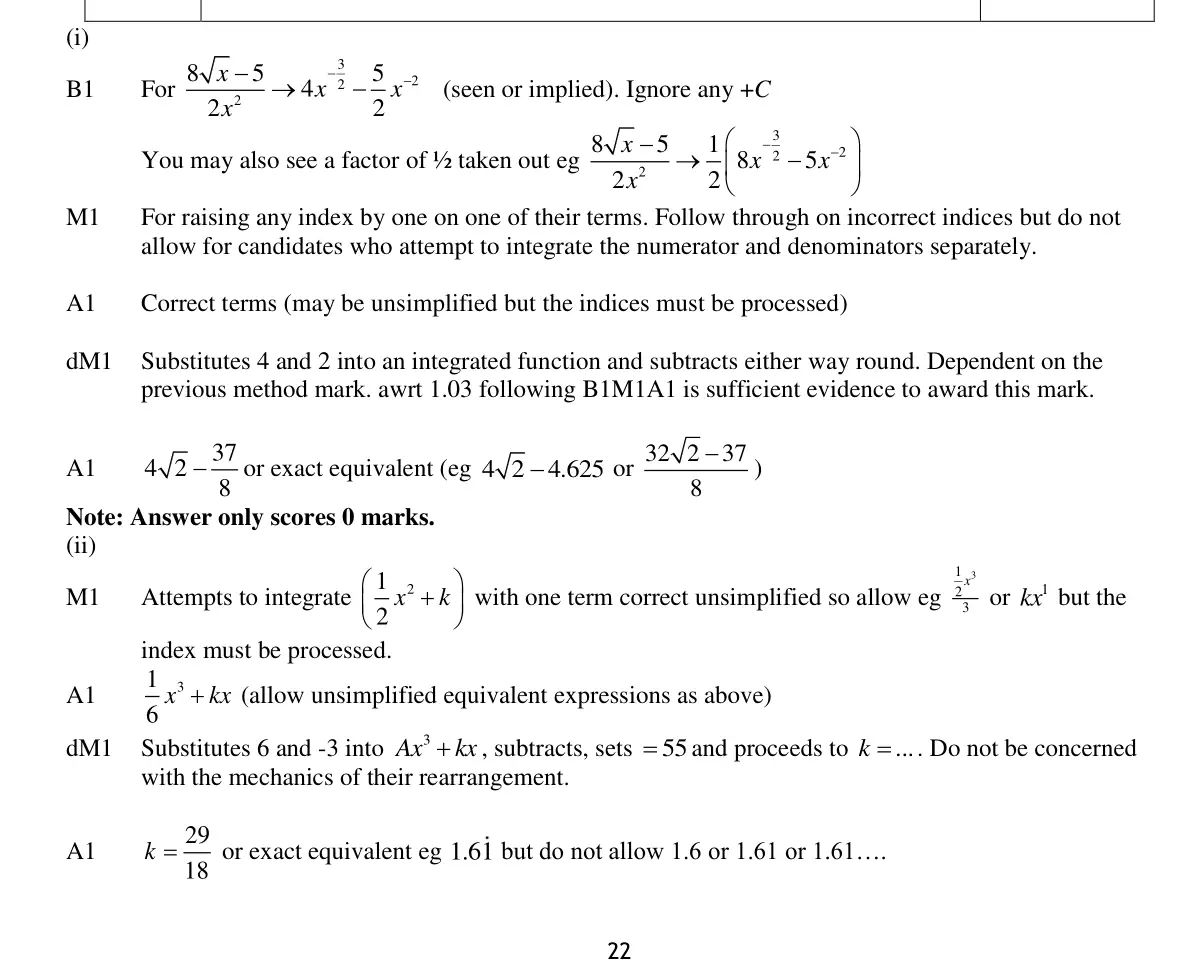 (i)
B1 For (8√x − 5)/(2x²) → 4x^(−3/2) − (5/2)x^(−2) (seen or implied). Ignore any +C
You may also see a factor of ½ taken out eg (8√x − 5)/(2x²) → (1/2)(8x^(−3/2) − 5x^(−2))
M1 For raising any index by one on one of their terms. Follow through on incorrect indices but do not
allow for candidates who attempt to integrate the numerator and denominators separately.
A1 Correct terms (may be unsimplified but the indices must be processed)
dM1 Substitutes 4 and 2 into an integrated function and subtracts either way round. Dependent on the
previous method mark. awrt 1.03 following B1M1A1 is sufficient evidence to award this mark.
A1 4√2 − 37/8 or exact equivalent (eg 4√2 − 4.625 or (32√2 − 37)/8 )
Note: Answer only scores 0 marks.
(ii)
M1 Attempts to integrate ((1/2)x² + k) with one term correct unsimplified so allow eg ((1/2)x³)/3 or kx¹ but the
index must be processed.
A1 (1/6)x³ + kx (allow unsimplified equivalent expressions as above)
dM1 Substitutes 6 and -3 into Ax³ + kx , subtracts, sets = 55 and proceeds to k = ... . Do not be concerned
with the mechanics of their rearrangement.
A1 k = 29/18 or exact equivalent eg 1.61̇ but do not allow 1.6 or 1.61 or 1.61….
22